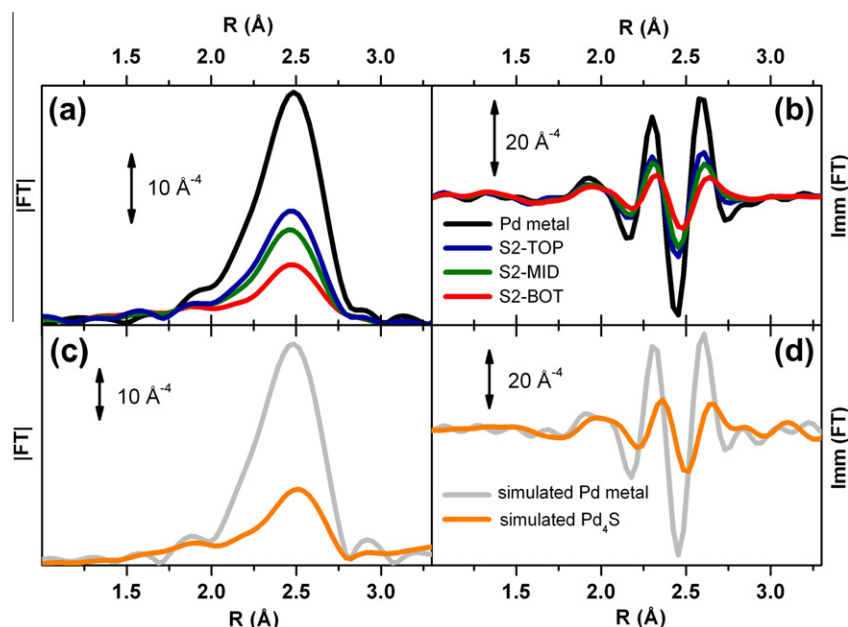 R (Å)
R (Å)
1.5 2.0 2.5 3.0
1.5 2.0 2.5 3.0
(a)
(b)
|FT|
10 Å-4
20 Å-4
Imm (FT)
Pd metal
S2-TOP
S2-MID
S2-BOT
(c)
(d)
|FT|
10 Å-4
20 Å-4
Imm (FT)
simulated Pd metal
simulated Pd4S
1.5 2.0 2.5 3.0
1.5 2.0 2.5 3.0
R (Å)
R (Å)